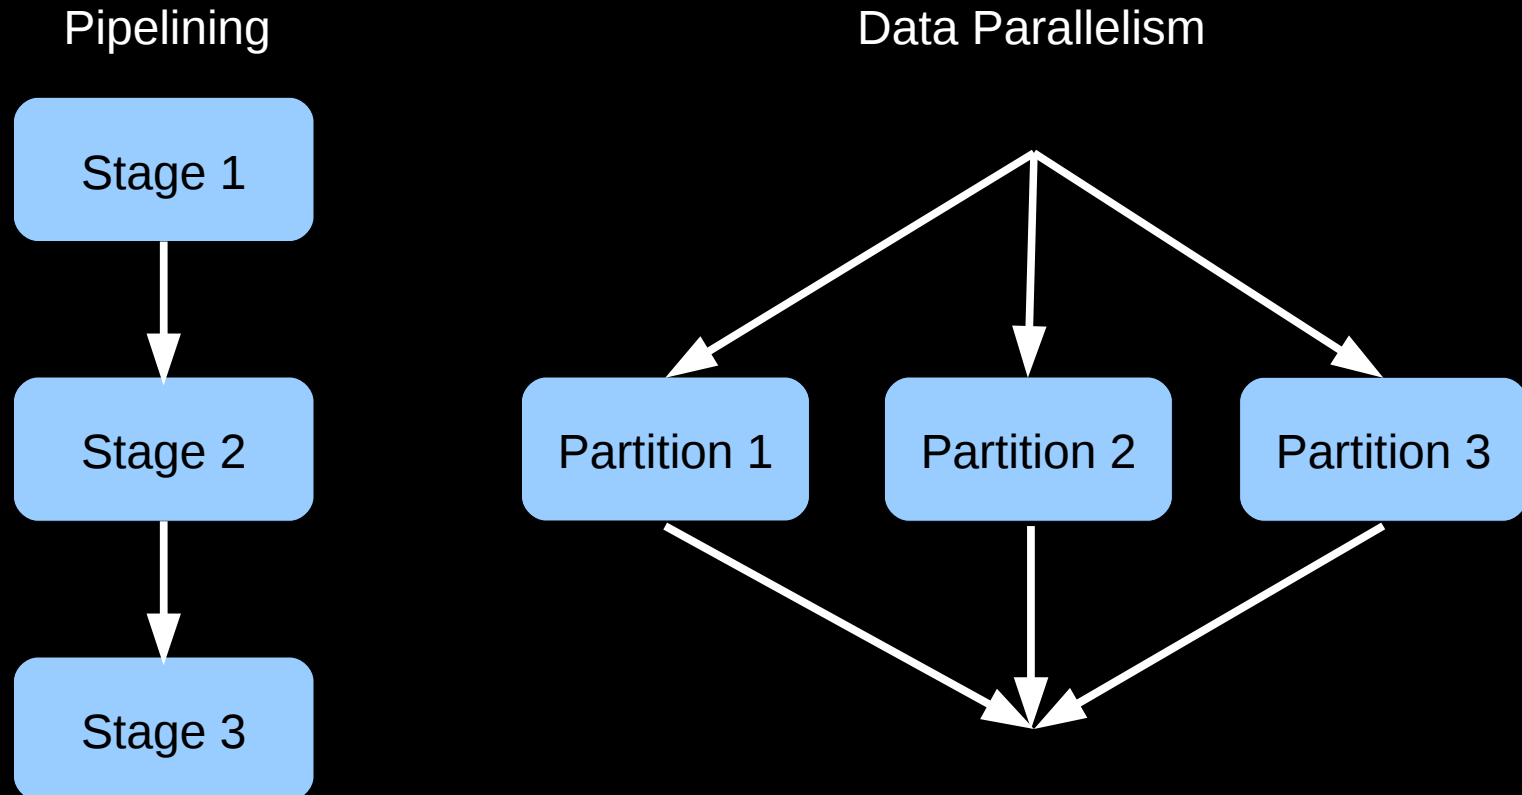 Pipelining
Stage 1
Stage 2
Stage 3
Data Parallelism
Partition 1
Partition 2
Partition 3